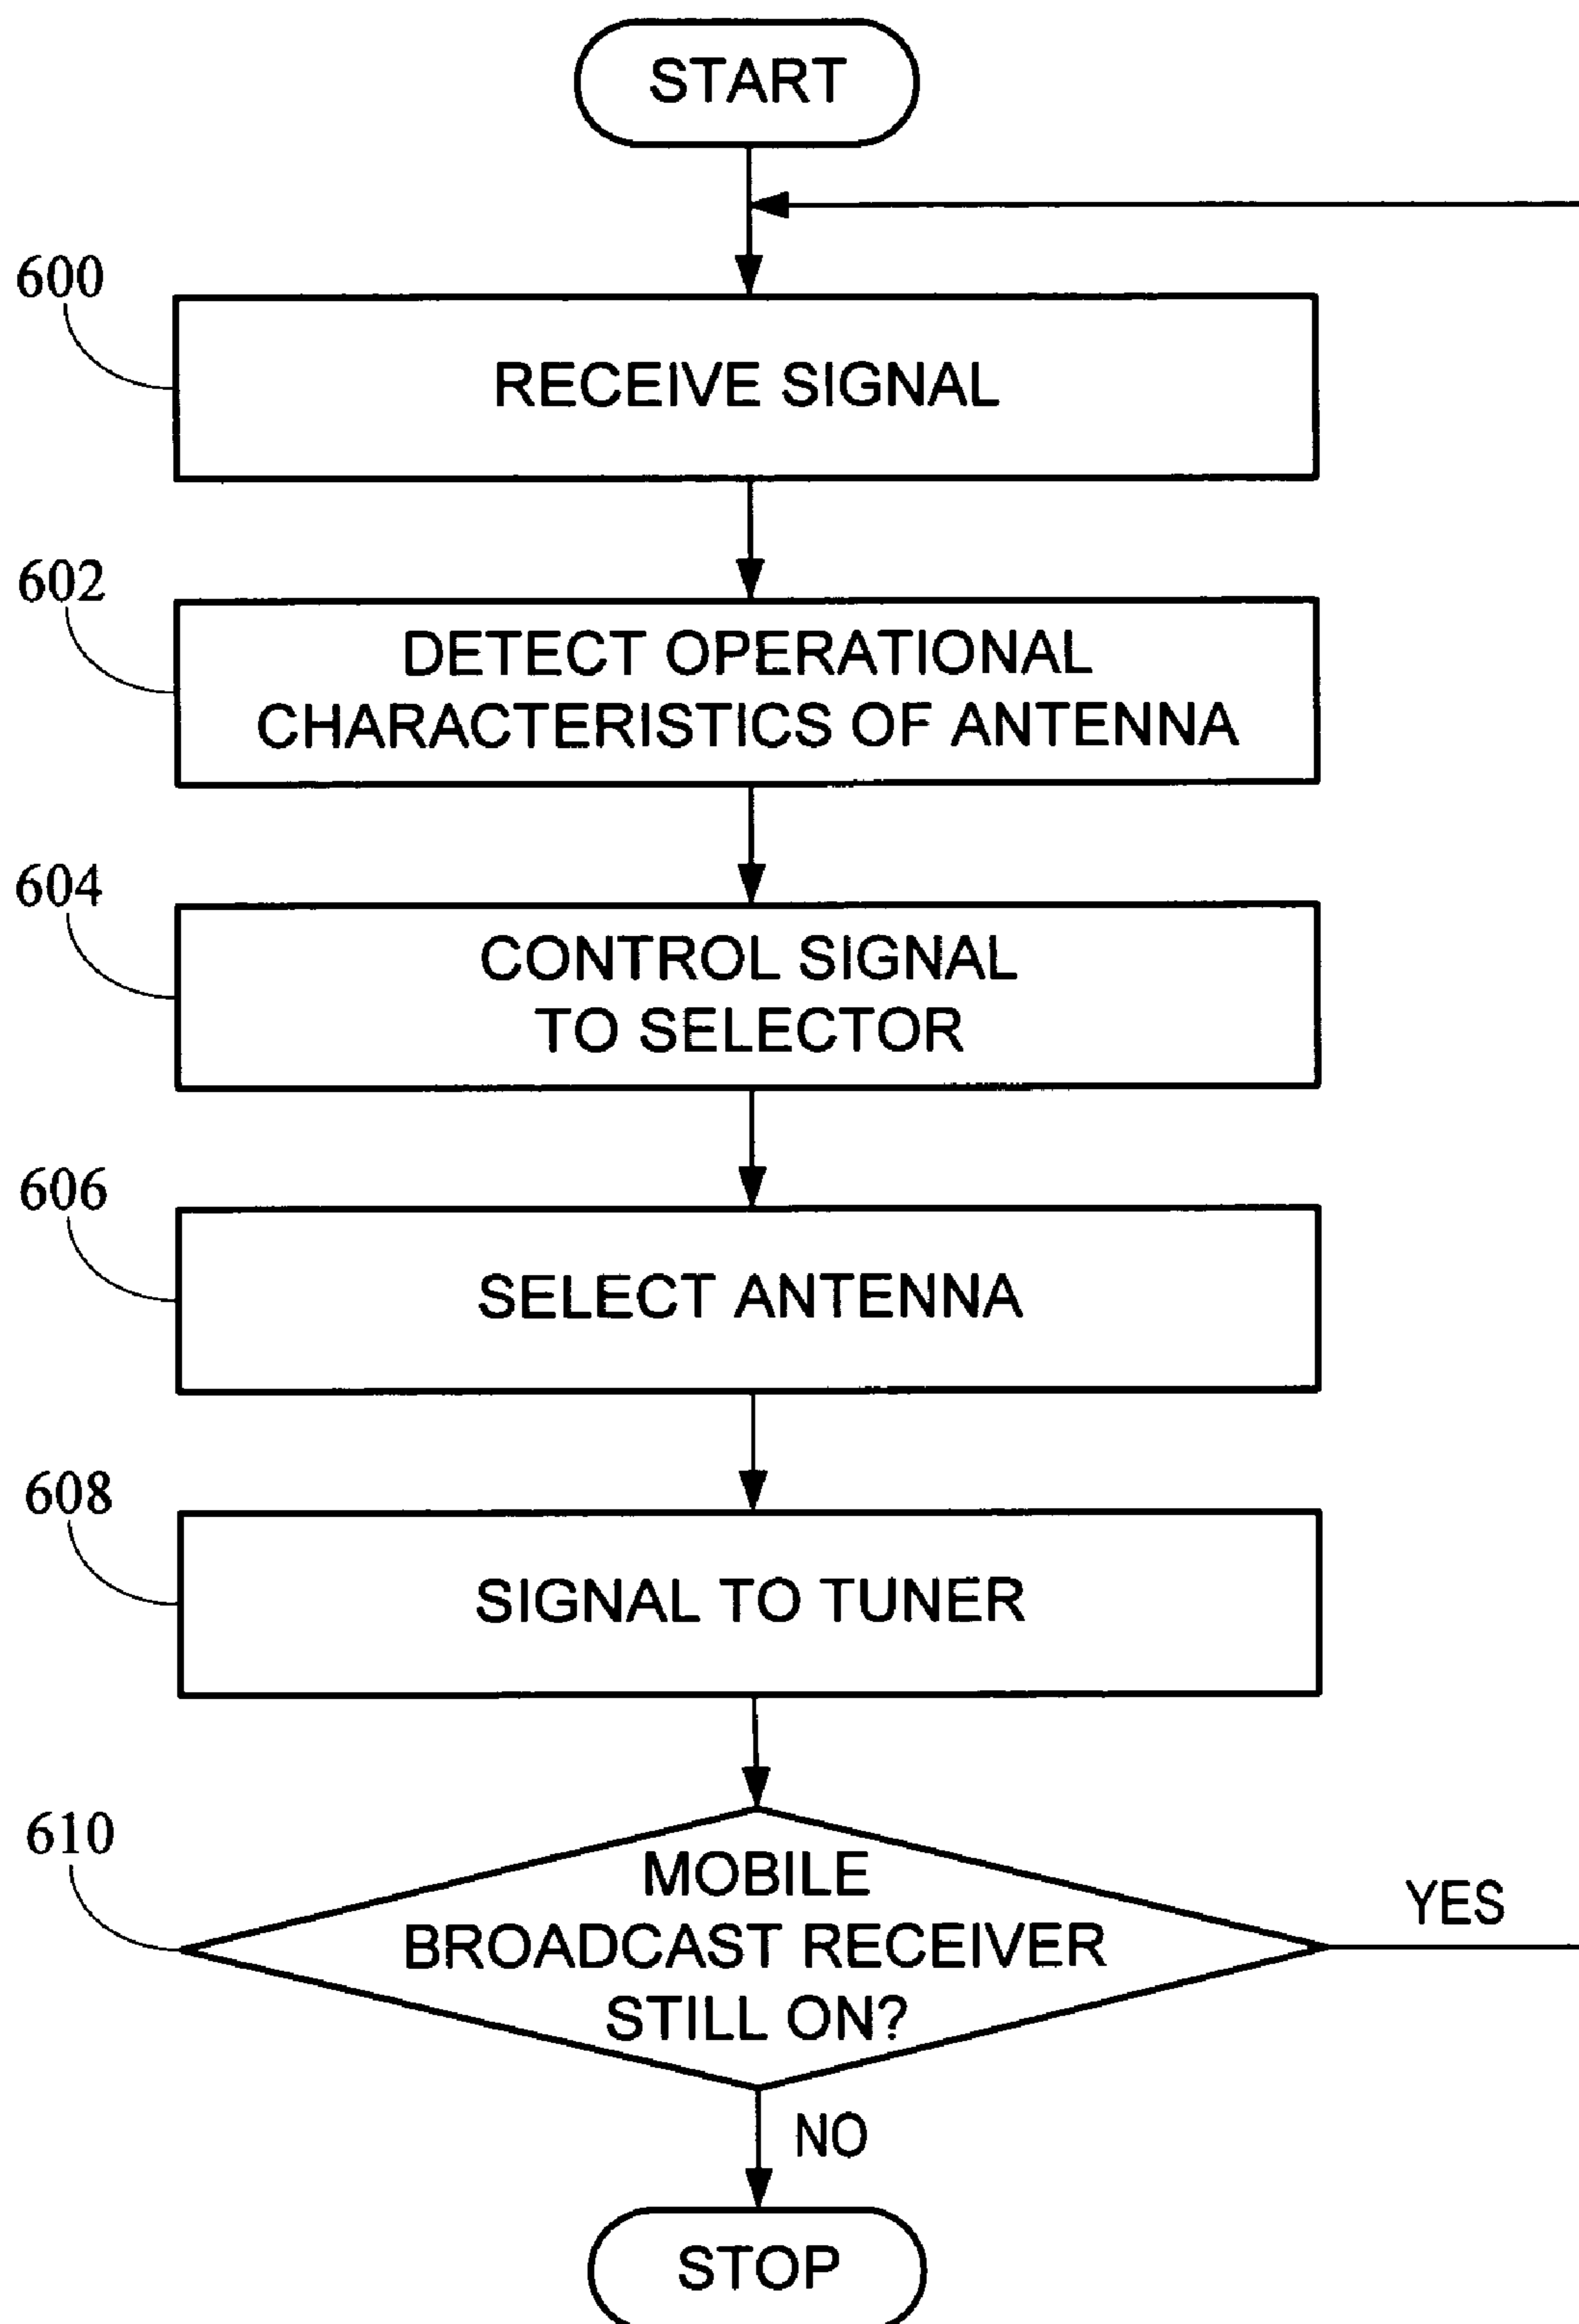 START
600
RECEIVE SIGNAL
602
DETECT OPERATIONAL
CHARACTERISTICS OF ANTENNA
604
CONTROL SIGNAL
TO SELECTOR
606
SELECT ANTENNA
608
SIGNAL TO TUNER
610
MOBILE
BROADCAST RECEIVER
STILL ON?
YES
NO
STOP